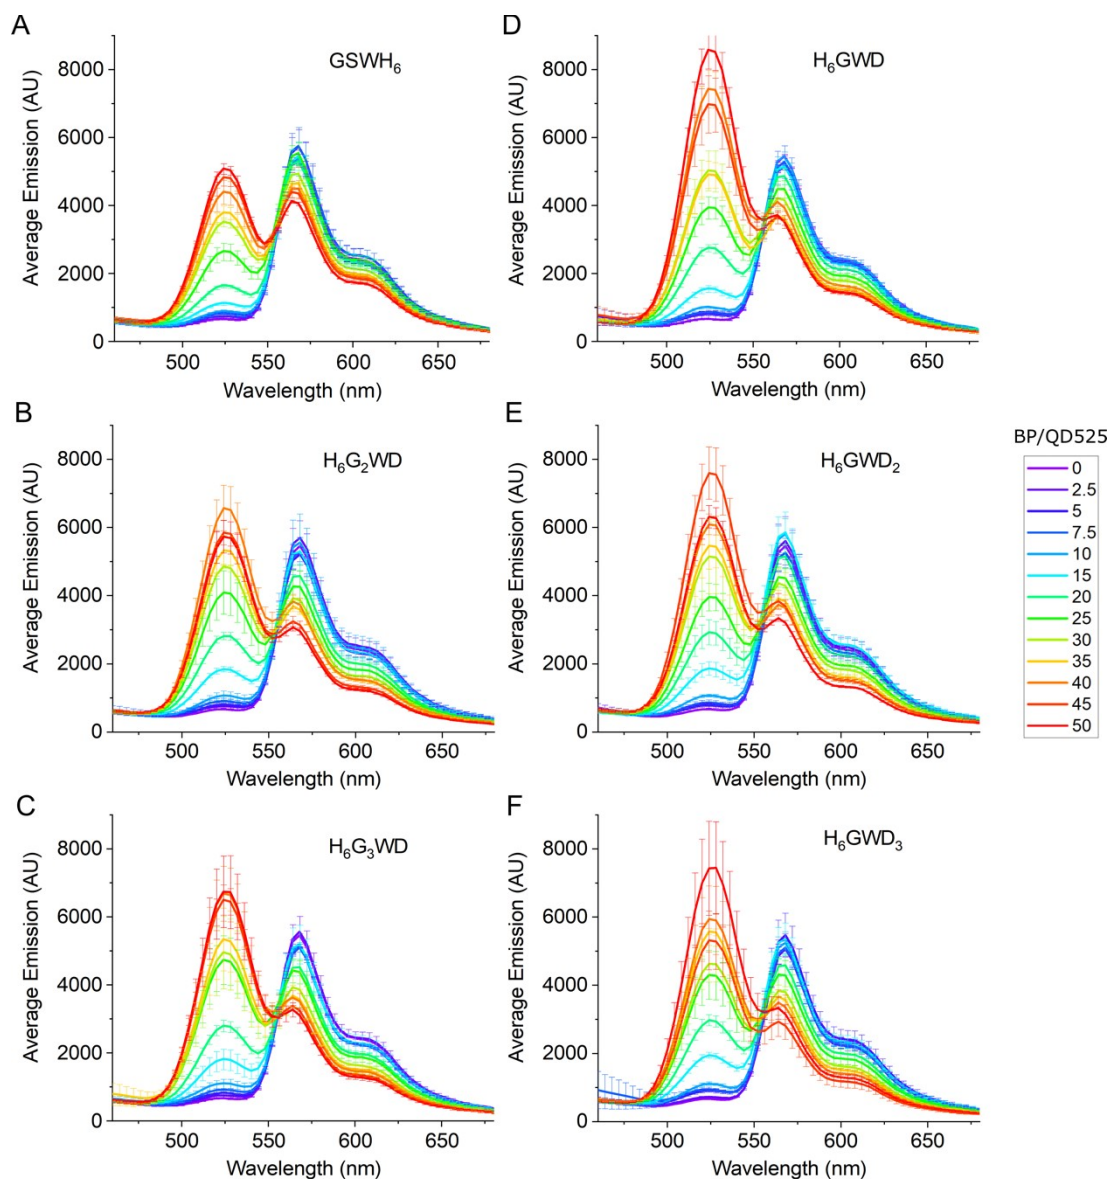 A
GSWH₆
8000
6000
4000
2000
0
Average Emission (AU)
500 550 600 650
Wavelength (nm)
D
H₆GWD
8000
6000
4000
2000
0
Average Emission (AU)
500 550 600 650
Wavelength (nm)
B
H₆G₂WD
8000
6000
4000
2000
0
Average Emission (AU)
500 550 600 650
Wavelength (nm)
E
H₆GWD₂
8000
6000
4000
2000
0
Average Emission (AU)
500 550 600 650
Wavelength (nm)
BP/QD525
0
2.5
5
7.5
10
15
20
25
30
35
40
45
50
C
H₆G₃WD
8000
6000
4000
2000
0
Average Emission (AU)
500 550 600 650
Wavelength (nm)
F
H₆GWD₃
8000
6000
4000
2000
0
Average Emission (AU)
500 550 600 650
Wavelength (nm)